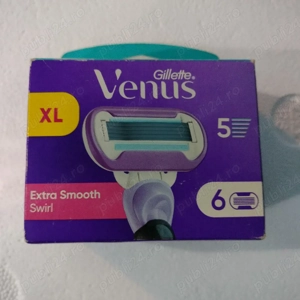 Gillette
Venus
XL
5
Extra Smooth
Swirl
6